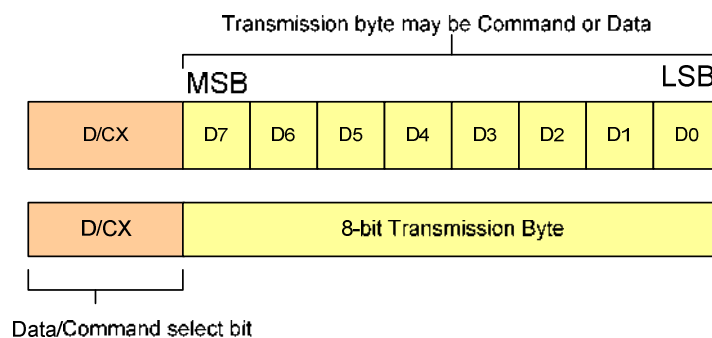 Transmission byte may be Command or Data
MSB LSB
D/CX D7 D6 D5 D4 D3 D2 D1 D0
D/CX 8-bit Transmission Byte
Data/Command select bit